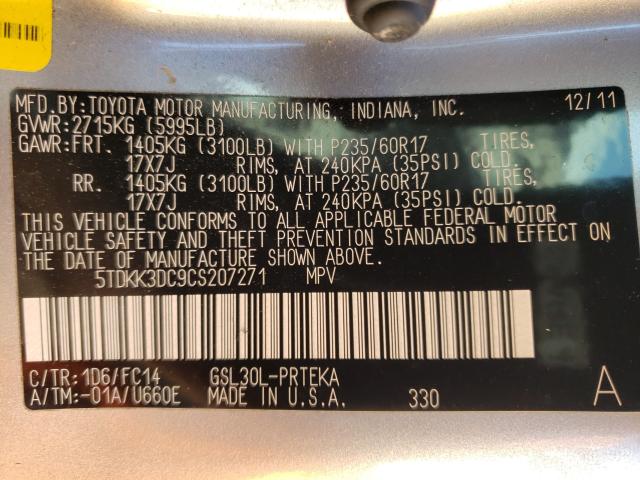 MFD.BY:TOYOTA MOTOR MANUFACTURING, INDIANA, INC. 12/11
GVWR:2715KG (5995LB)
GAWR:FRT. 1405KG (3100LB) WITH P235/60R17 TIRES,
17X7J RIMS, AT 240KPA (35PSI) COLD.
RR. 1405KG (3100LB) WITH P235/60R17 TIRES,
17X7J RIMS, AT 240KPA (35PSI) COLD.
THIS VEHICLE CONFORMS TO ALL APPLICABLE FEDERAL MOTOR
VEHICLE SAFETY AND THEFT PREVENTION STANDARDS IN EFFECT ON
THE DATE OF MANUFACTURE SHOWN ABOVE.
5TDKK3DC9CS207271 MPV
C/TR:1D6/FC14 GSL30L-PRTEKA
A/TM:-01A/U660E MADE IN U.S.A. 330 A